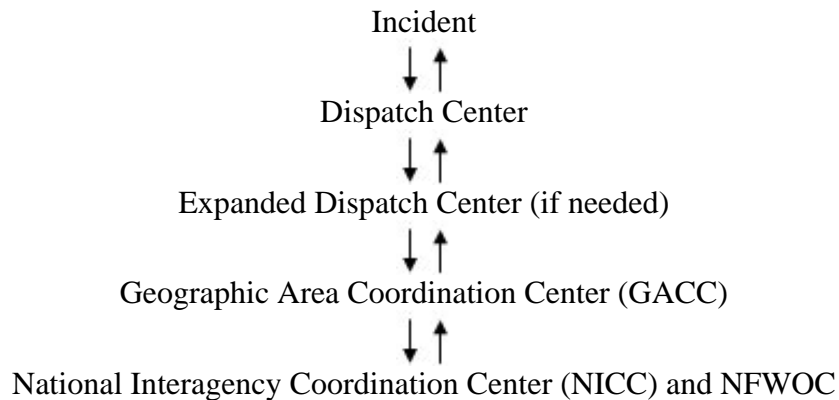 Incident
Dispatch Center
Expanded Dispatch Center (if needed)
Geographic Area Coordination Center (GACC)
National Interagency Coordination Center (NICC) and NFWOC